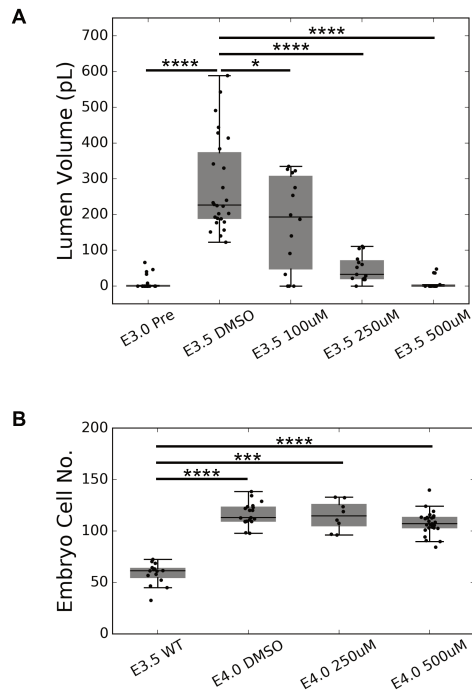 A
Lumen Volume (pL)
700
600
500
400
300
200
100
0
****
****
**** *
E3.0 Pre
E3.5 DMSO
E3.5 100uM
E3.5 250uM
E3.5 500uM
B
Embryo Cell No.
200
150
100
50
0
****
***
****
E3.5 WT
E4.0 DMSO
E4.0 250uM
E4.0 500uM